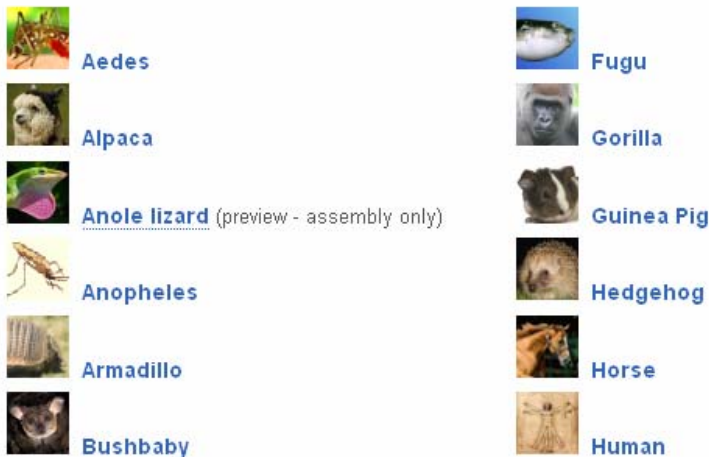 Aedes
Alpaca
Anole lizard (preview - assembly only)
Anopheles
Armadillo
Bushbaby
Fugu
Gorilla
Guinea Pig
Hedgehog
Horse
Human